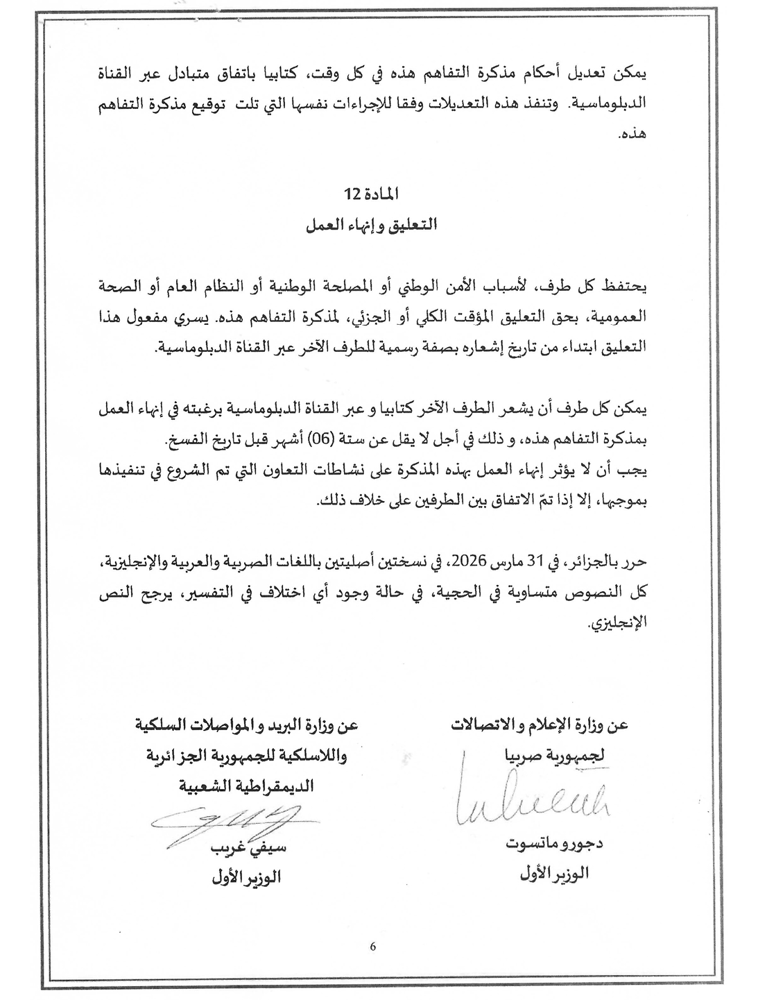 يمكن تعديل أحكام مذكرة التفاهم هذه في كل وقت، كتابيا باتفاق متبادل عبر القناة
الدبلوماسية. وتنفذ هذه التعديلات وفقا للإجراءات نفسها التي تلت توقيع مذكرة التفاهم
هذه.
المادة 12
التعليق وإنهاء العمل
يحتفظ كل طرف، لأسباب الأمن الوطني أو المصلحة الوطنية أو النظام العام أو الصحة
العمومية، بحق التعليق المؤقت الكلي أو الجزئي، لمذكرة التفاهم هذه. يسري مفعول هذا
التعليق ابتداء من تاريخ إشعاره بصفة رسمية للطرف الآخر عبر القناة الدبلوماسية.
يمكن كل طرف أن يشعر الطرف الآخر كتابيا و عبر القناة الدبلوماسية برغبته في إنهاء العمل
بمذكرة التفاهم هذه، و ذلك في أجل لا يقل عن ستة (06) أشهر قبل تاريخ الفسخ.
يجب أن لا يؤثر إنهاء العمل بهذه المذكرة على نشاطات التعاون التي تم الشروع في تنفيذها
بموجبها، إلا إذا تمّ الاتفاق بين الطرفين على خلاف ذلك.
حرر بالجزائر، في 31 مارس 2026، في نسختين أصليتين باللغات الصربية والعربية والإنجليزية،
كل النصوص متساوية في الحجية، في حالة وجود أي اختلاف في التفسير، يرجح النص
الإنجليزي.
عن وزارة الإعلام والاتصالات
لجمهورية صربيا
دجورو ماتسوت
الوزير الأول
عن وزارة البريد والمواصلات السلكية
واللاسلكية للجمهورية الجزائرية
الديمقراطية الشعبية
سيفي غريب
الوزير الأول
6